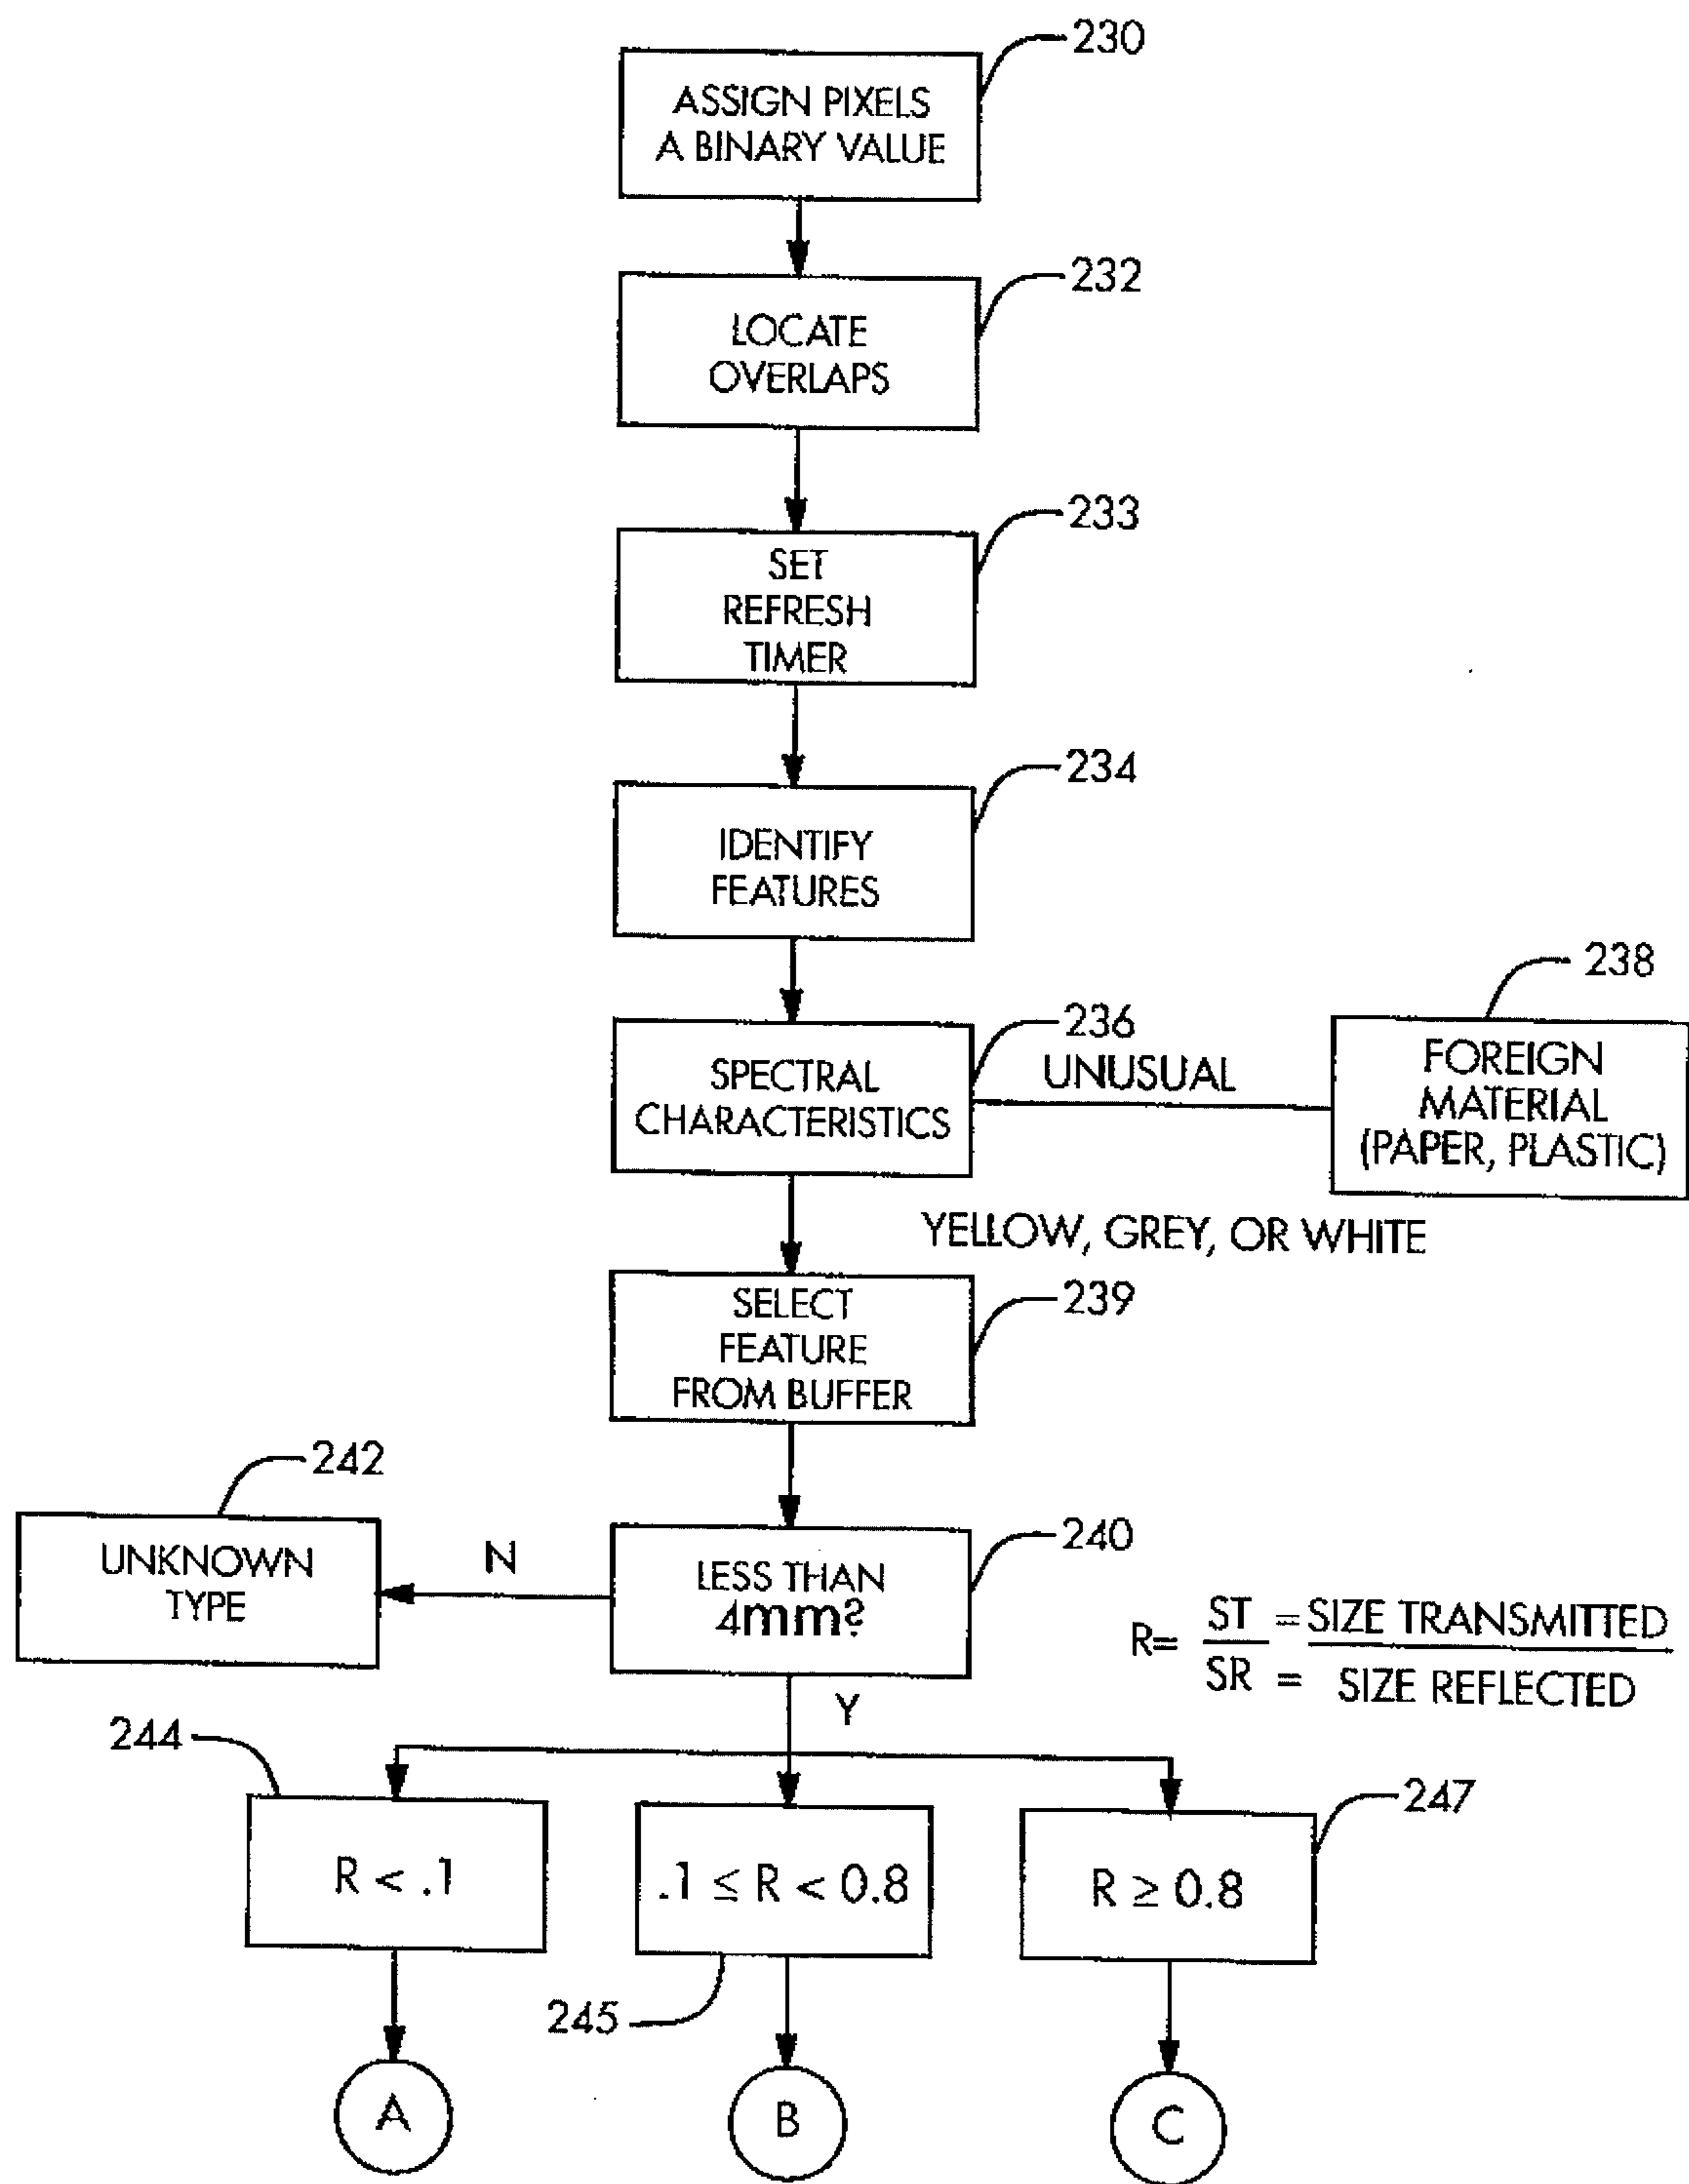 230
ASSIGN PIXELS
A BINARY VALUE
232
LOCATE
OVERLAPS
233
SET
REFRESH
TIMER
234
IDENTIFY
FEATURES
236
SPECTRAL
CHARACTERISTICS
UNUSUAL
238
FOREIGN
MATERIAL
(PAPER, PLASTIC)
YELLOW, GREY, OR WHITE
239
SELECT
FEATURE
FROM BUFFER
242
UNKNOWN
TYPE
N
240
LESS THAN
4mm?
R= ST = SIZE TRANSMITTED
SR = SIZE REFLECTED
Y
244
R < .1
.1 ≤ R < 0.8
245
247
R ≥ 0.8
A
B
C